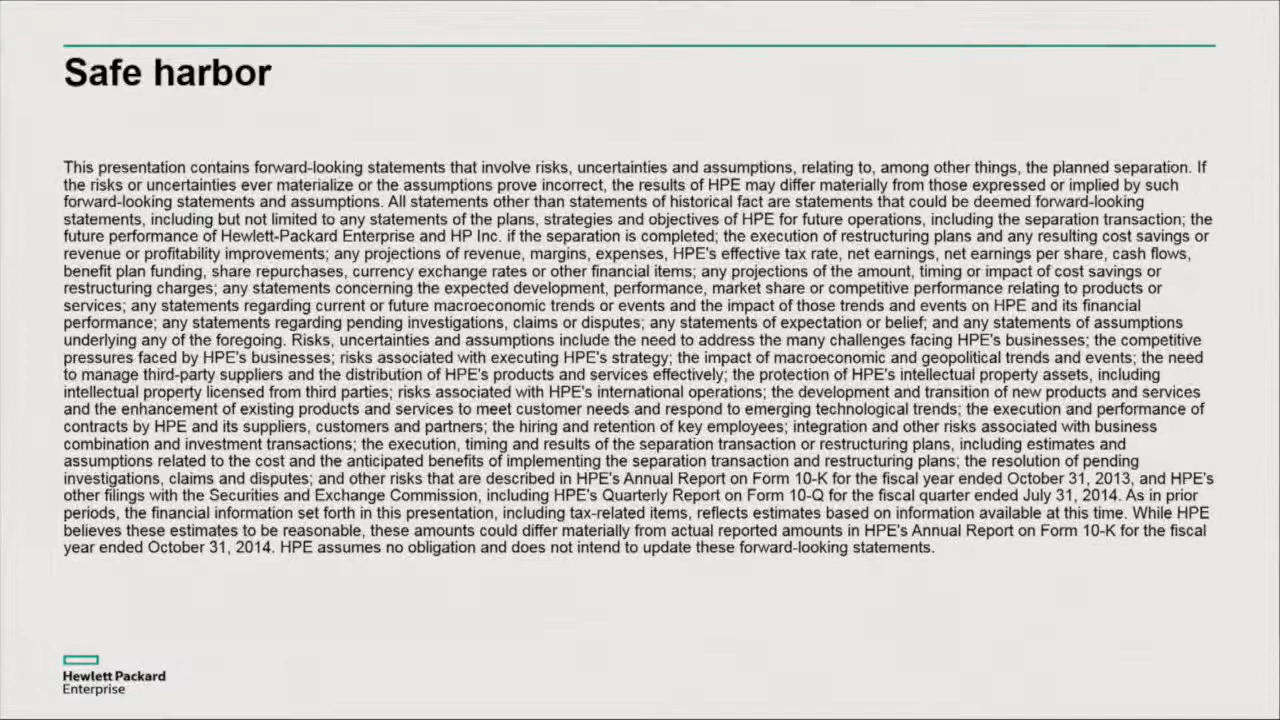 Safe harbor
This presentation contains forward-looking statements that involve risks, uncertainties and assumptions, relating to, among other things, the planned separation. If
the risks or uncertainties ever materialize or the assumptions prove incorrect, the results of HPE may differ materially from those expressed or implied by such
forward-looking statements and assumptions. All statements other than statements of historical fact are statements that could be deemed forward-looking
statements, including but not limited to any statements of the plans, strategies and objectives of HPE for future operations, including the separation transaction; the
future performance of Hewlett-Packard Enterprise and HP Inc. if the separation is completed; the execution of restructuring plans and any resulting cost savings or
revenue or profitability improvements; any projections of revenue, margins, expenses, HPE's effective tax rate, net earnings, net earnings per share, cash flows,
benefit plan funding, share repurchases, currency exchange rates or other financial items; any projections of the amount, timing or impact of cost savings or
restructuring charges; any statements concerning the expected development, performance, market share or competitive performance relating to products or
services; any statements regarding current or future macroeconomic trends or events and the impact of those trends and events on HPE and its financial
performance; any statements regarding pending investigations, claims or disputes; any statements of expectation or belief; and any statements of assumptions
underlying any of the foregoing. Risks, uncertainties and assumptions include the need to address the many challenges facing HPE's businesses; the competitive
pressures faced by HPE's businesses; risks associated with executing HPE's strategy; the impact of macroeconomic and geopolitical trends and events; the need
to manage third-party suppliers and the distribution of HPE's products and services effectively; the protection of HPE's intellectual property assets, including
intellectual property licensed from third parties; risks associated with HPE's international operations; the development and transition of new products and services
and the enhancement of existing products and services to meet customer needs and respond to emerging technological trends; the execution and performance of
contracts by HPE and its suppliers, customers and partners; the hiring and retention of key employees; integration and other risks associated with business
combination and investment transactions; the execution, timing and results of the separation transaction or restructuring plans, including estimates and
assumptions related to the cost and the anticipated benefits of implementing the separation transaction and restructuring plans; the resolution of pending
investigations, claims and disputes; and other risks that are described in HPE's Annual Report on Form 10-K for the fiscal year ended October 31, 2013, and HPE's
other filings with the Securities and Exchange Commission, including HPE's Quarterly Report on Form 10-Q for the fiscal quarter ended July 31, 2014. As in prior
periods, the financial information set forth in this presentation, including tax-related items, reflects estimates based on information available at this time. While HPE
believes these estimates to be reasonable, these amounts could differ materially from actual reported amounts in HPE's Annual Report on Form 10-K for the fiscal
year ended October 31, 2014. HPE assumes no obligation and does not intend to update these forward-looking statements.
Hewlett Packard
Enterprise